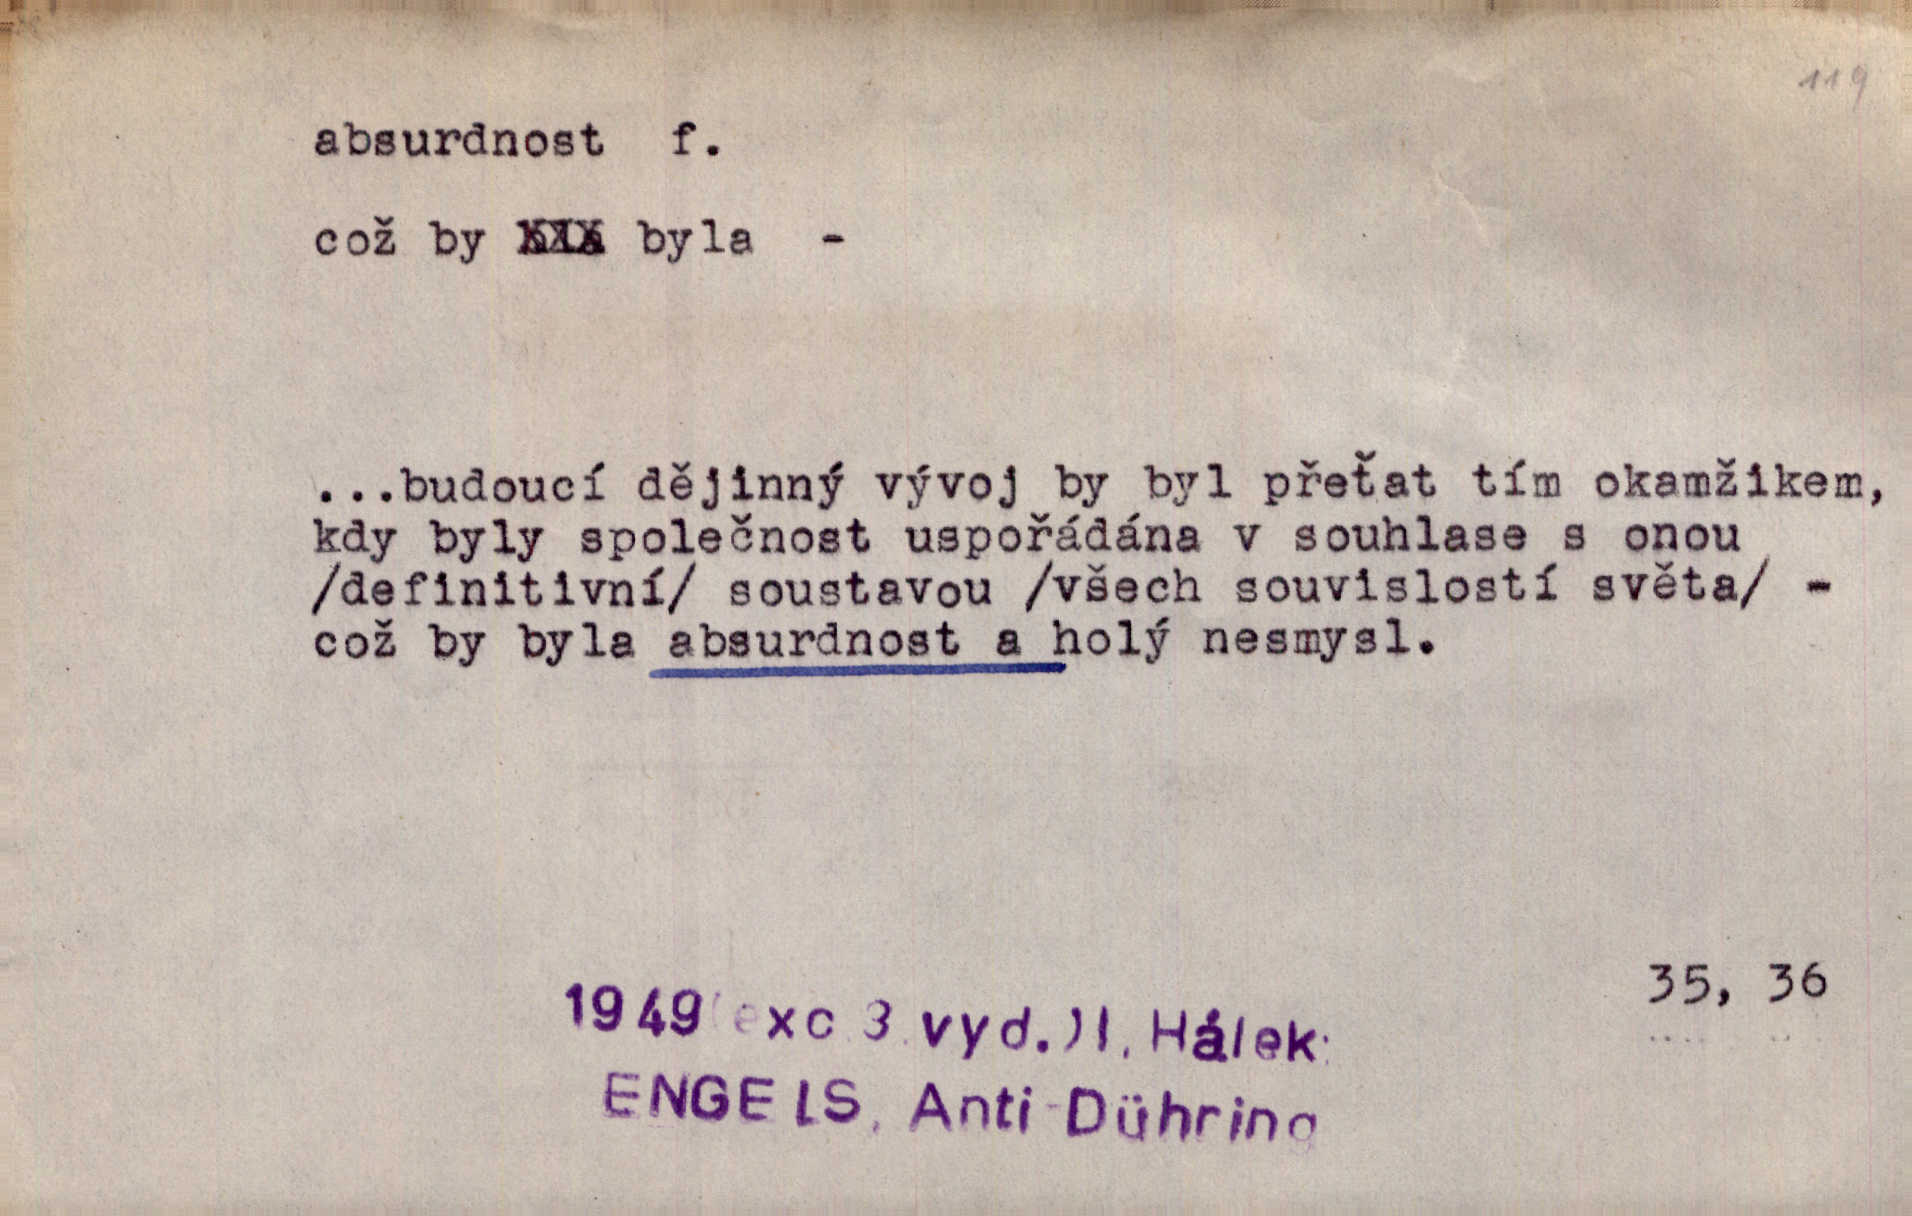 119
absurdnost f.
což by byla -
...budoucí dějinný vývoj by byl přeťat tím okamžikem,
kdy byly společnost uspořádána v souhlase s onou
/definitivní/ soustavou /všech souvislostí světa/ -
což by byla absurdnost a holý nesmysl.
35, 36
1949 (exc 3. vyd.) I. Hálek:
ENGELS, Anti-Dühring